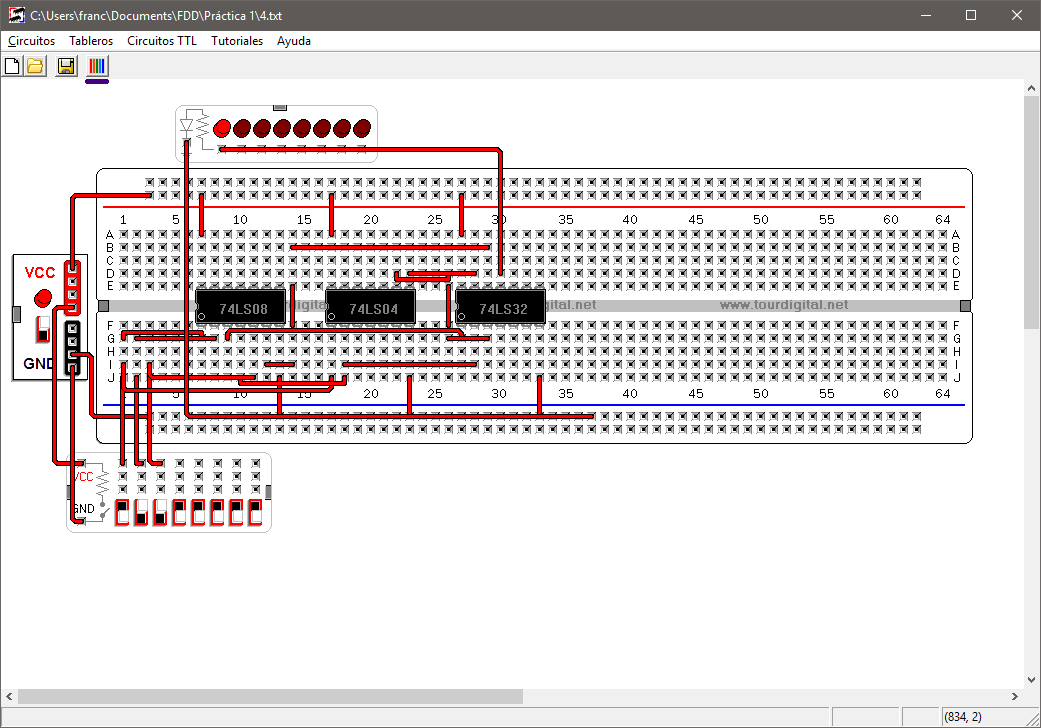 C:\Users\franc\Documents\FDD\Práctica 1\4.txt
Circuitos Tableros Circuitos TTL Tutoriales Ayuda
1 5 10 15 20 25 30 35 40 45 50 55 60 64
A A
B B
C C
D D
E E
VCC
74LS08 74LS04 74LS32
www.tourdigital.net
F F
G G
H H
I I
J J
GND
5 10 15 20 25 30 35 40 45 50 55 60 64
VCC
GND
(834, 2)